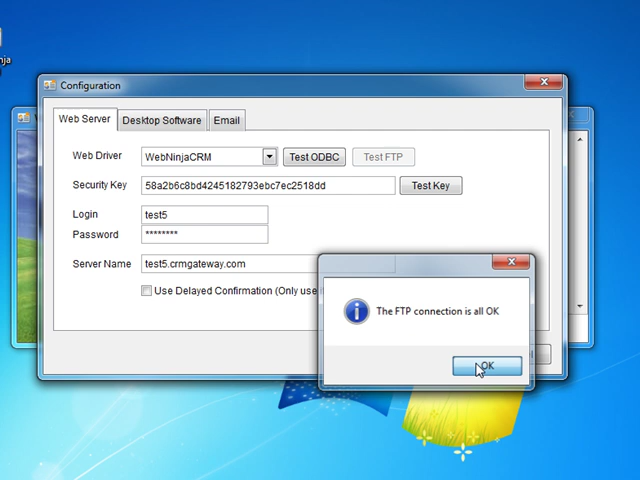 nja
Configuration
Web Server
Desktop Software
Email
Web Driver
WebNinjaCRM
Test ODBC
Test FTP
Security Key
58a2b6c8bd4245182793ebc7ec2518dd
Test Key
Login
test5
Password
********
Server Name
test5.crmgateway.com
Use Delayed Confirmation (Only use
The FTP connection is all OK
OK